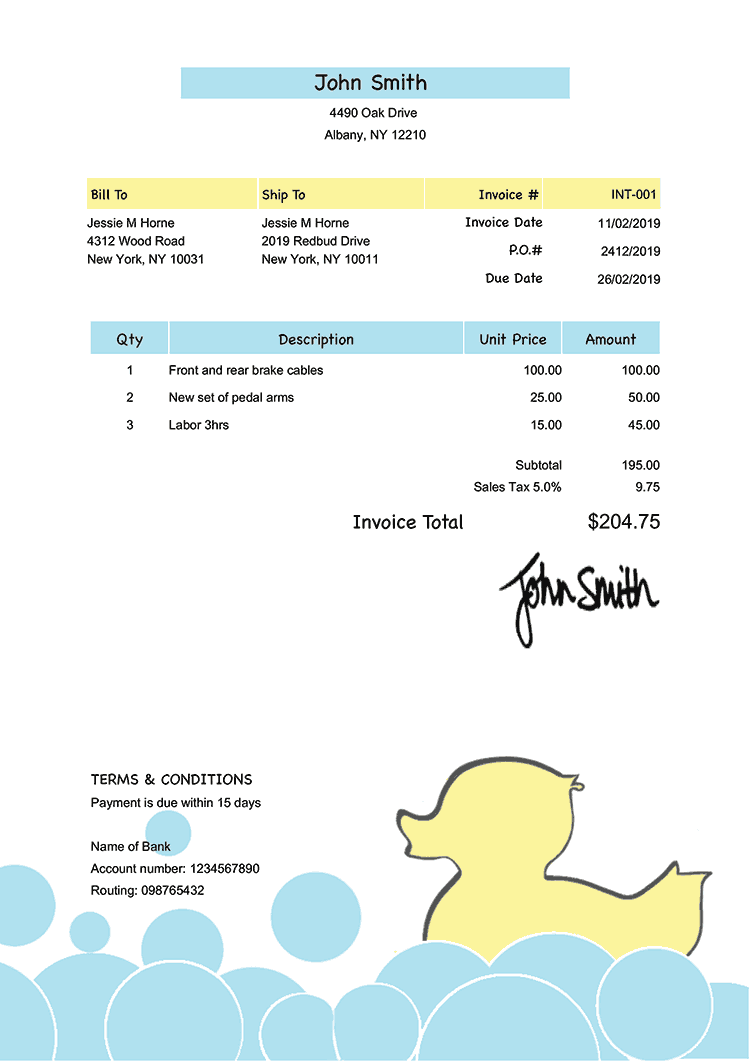 John Smith
4490 Oak Drive
Albany, NY 12210
Bill To Ship To Invoice # INT-001
Jessie M Horne Jessie M Horne Invoice Date 11/02/2019
4312 Wood Road 2019 Redbud Drive P.O.# 2412/2019
New York, NY 10031 New York, NY 10011
Due Date 26/02/2019
Qty Description Unit Price Amount
1 Front and rear brake cables 100.00 100.00
2 New set of pedal arms 25.00 50.00
3 Labor 3hrs 15.00 45.00
Subtotal 195.00
Sales Tax 5.0% 9.75
Invoice Total $204.75
John Smith
TERMS & CONDITIONS
Payment is due within 15 days
Name of Bank
Account number: 1234567890
Routing: 098765432